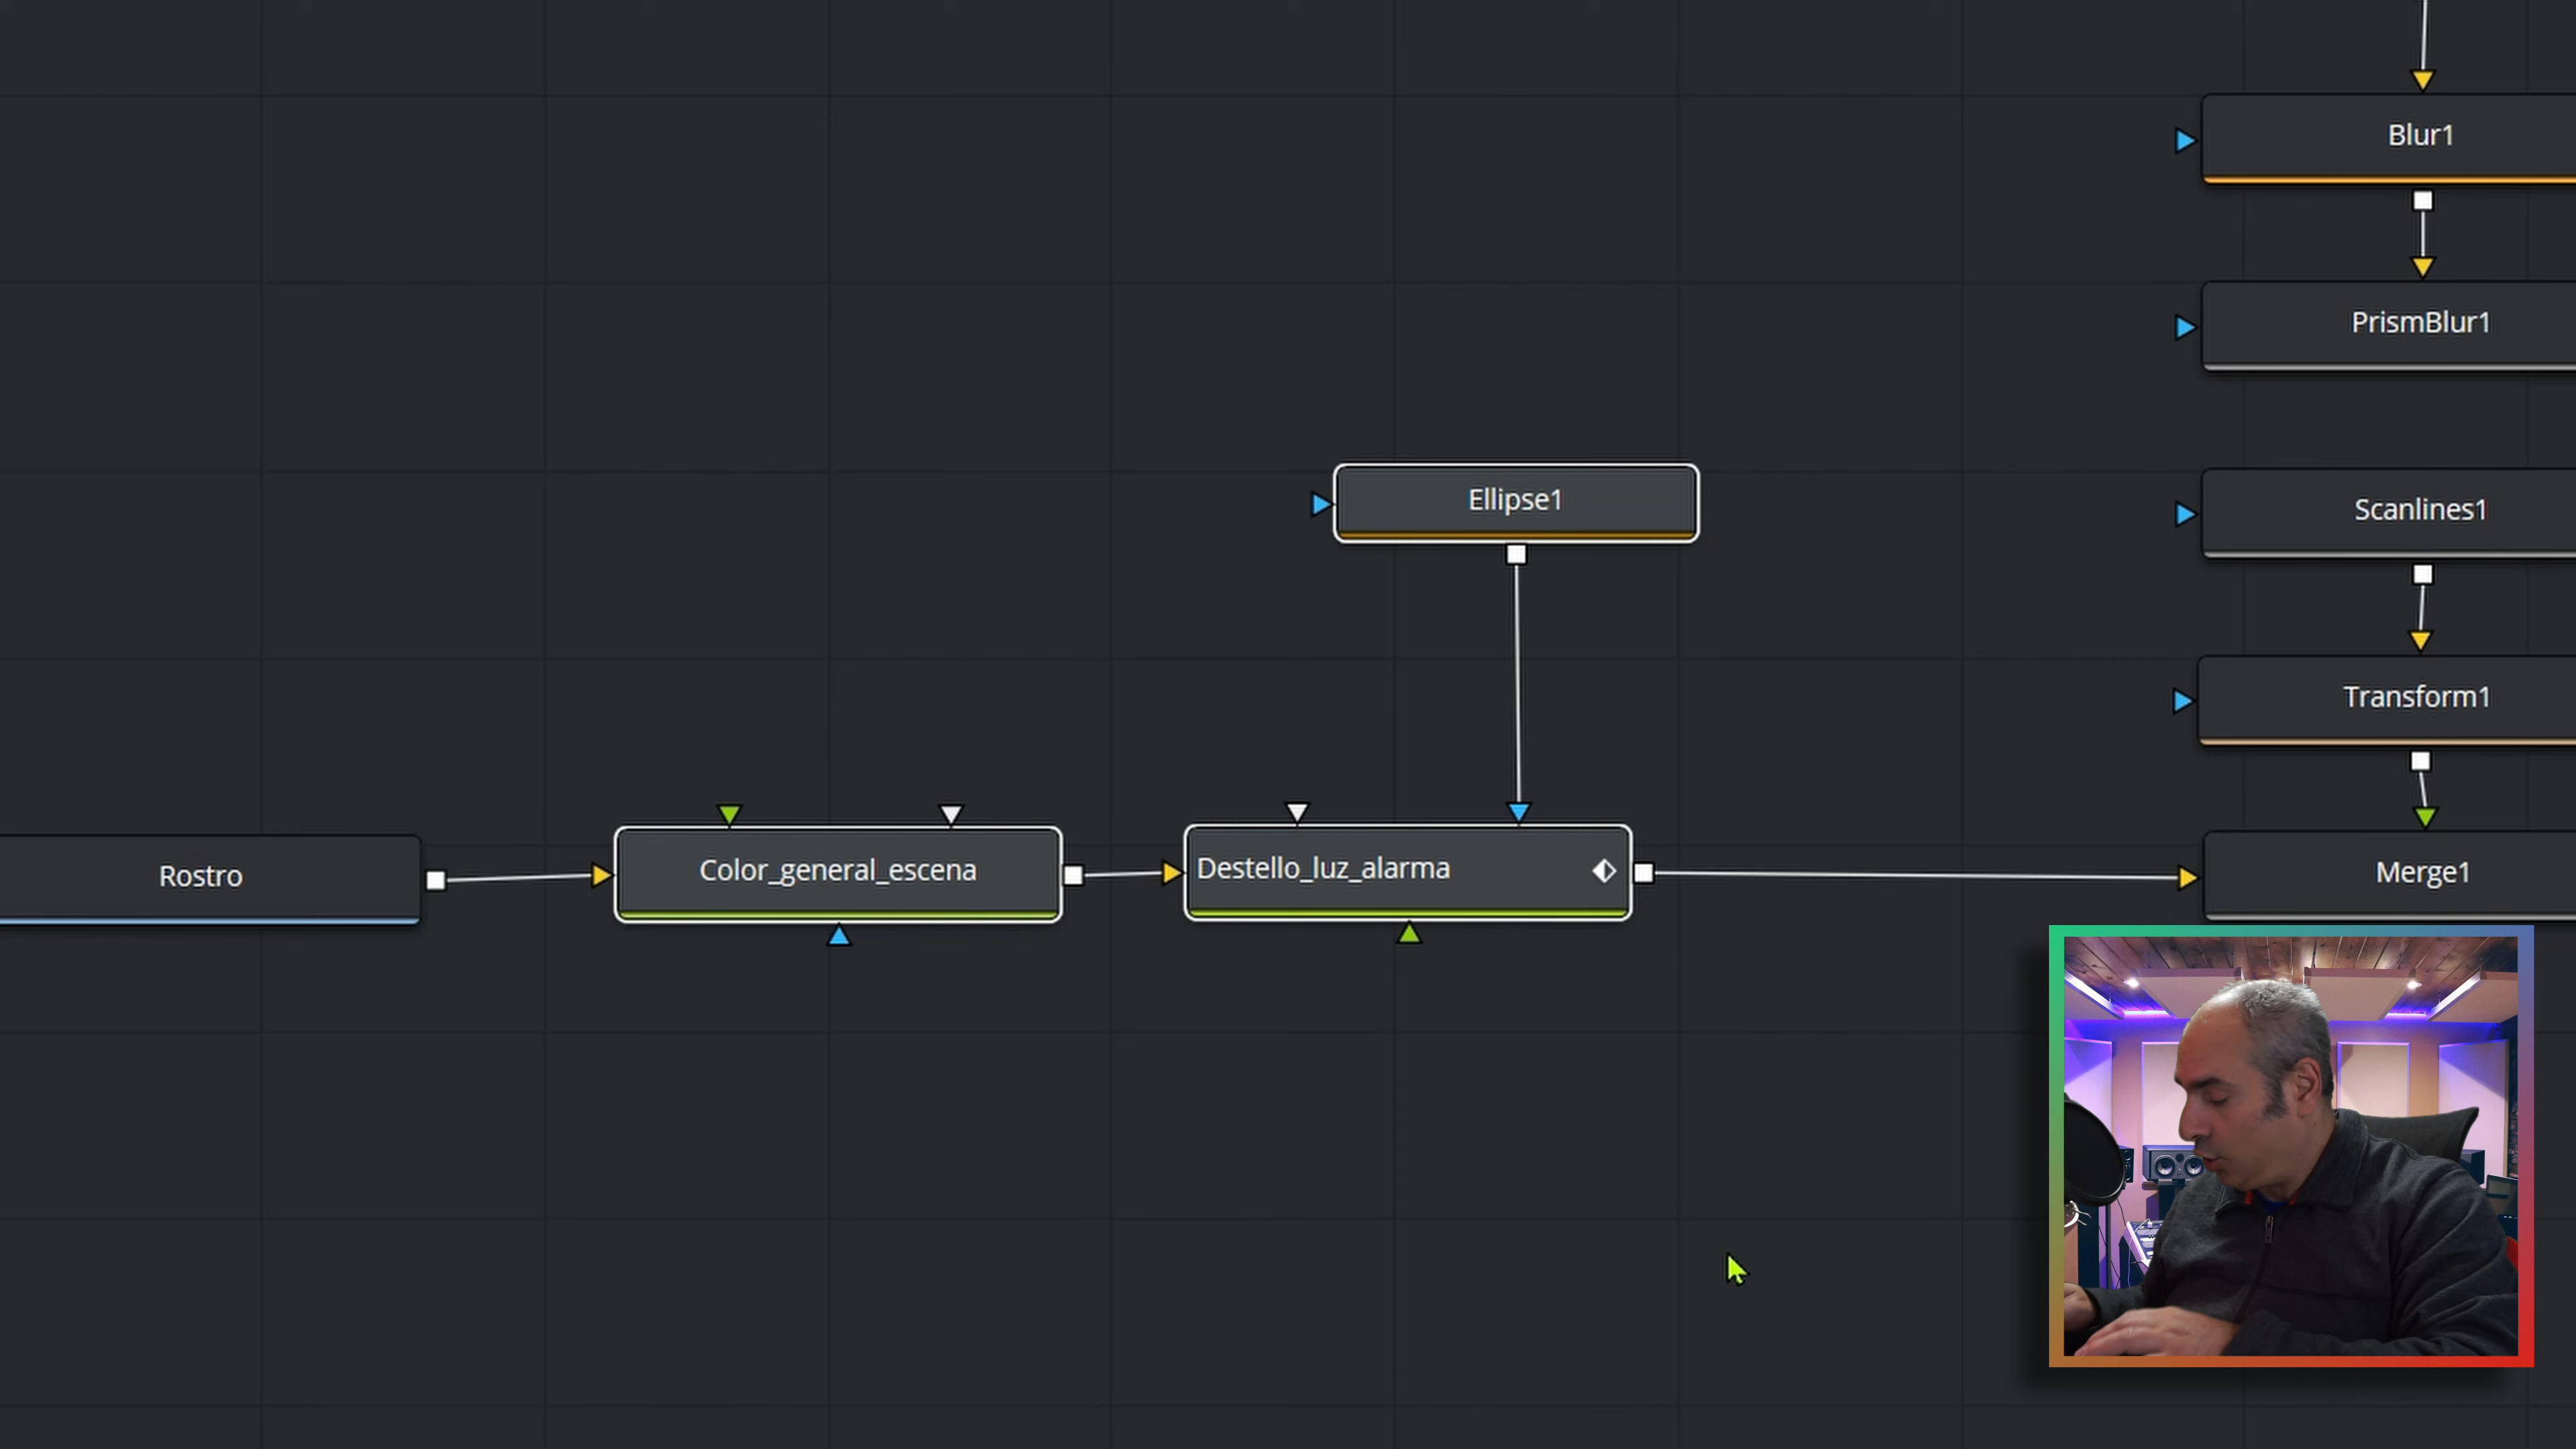 Blur1
PrismBlur1
Ellipse1
Scanlines1
Transform1
Rostro
Color_general_escena
Destello_luz_alarma
Merge1